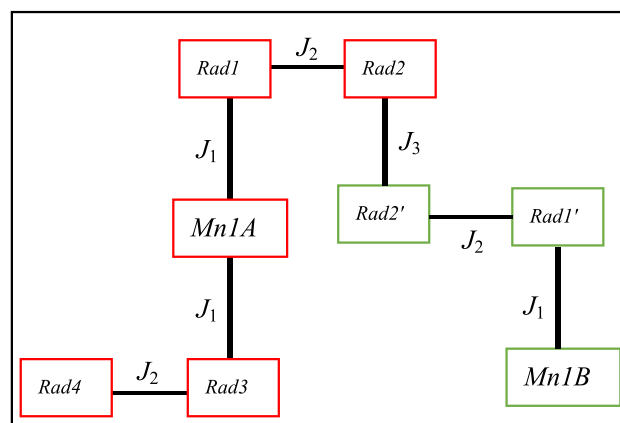 Rad1 J₂ Rad2
J₁ J₃
Mn1A Rad2' J₂ Rad1'
J₁ J₁
Rad4 J₂ Rad3 Mn1B